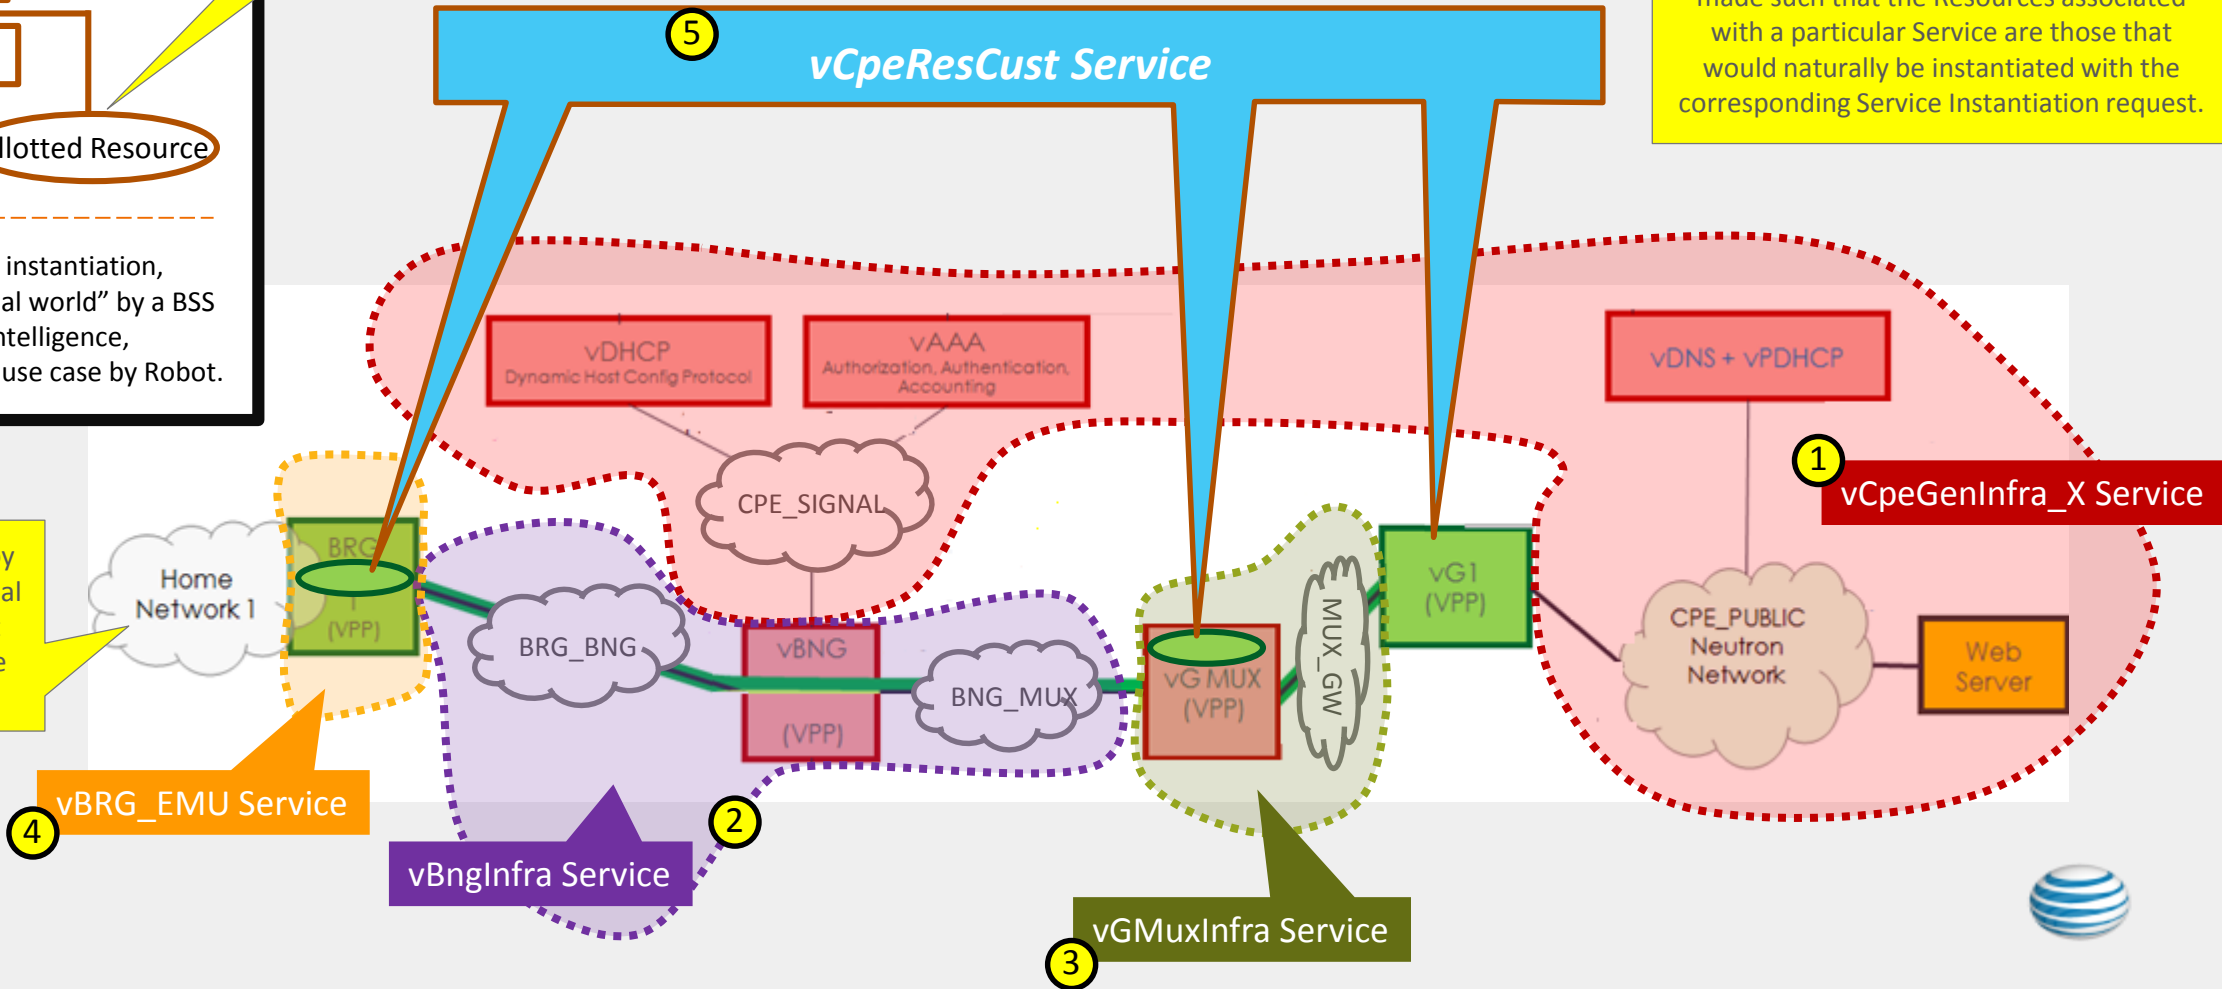 made such that the Resources associated
with a particular Service are those that
would naturally be instantiated with the
corresponding Service Instantiation request.
5
vCpeResCust Service
Resource
instantiation,
world” by a BSS
use case by Robot.
vDHCP
Dynamic Host Config Protocol
vAAA
Authorization, Authentication,
Accounting
vDNS + vPDHCP
1
vCpeGenInfra_X Service
CPE_SIGNAL
Home
Network 1
BRG
1
(VPP)
BRG_BNG
vBNG
(VPP)
BNG_MUX
vG MUX
(VPP)
MUX_GW
vG1
(VPP)
CPE_PUBLIC
Neutron
Network
Web
Server
vBRG_EMU Service
4
vBngInfra Service
2
vGMuxInfra Service
3